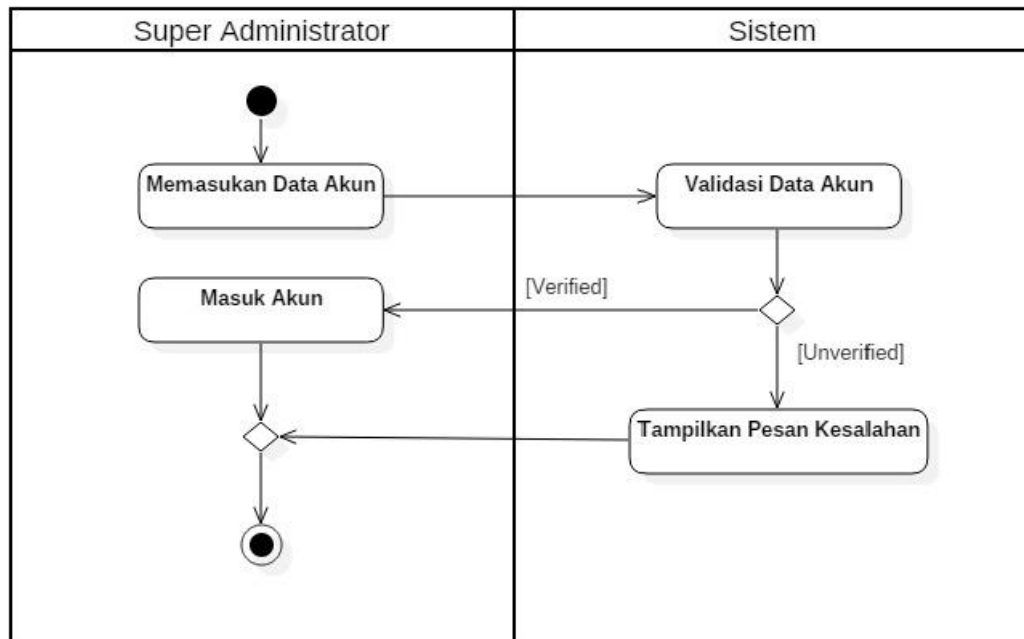 Super Administrator
Sistem
Memasukan Data Akun
Validasi Data Akun
Masuk Akun
[Verified]
[Unverified]
Tampilkan Pesan Kesalahan